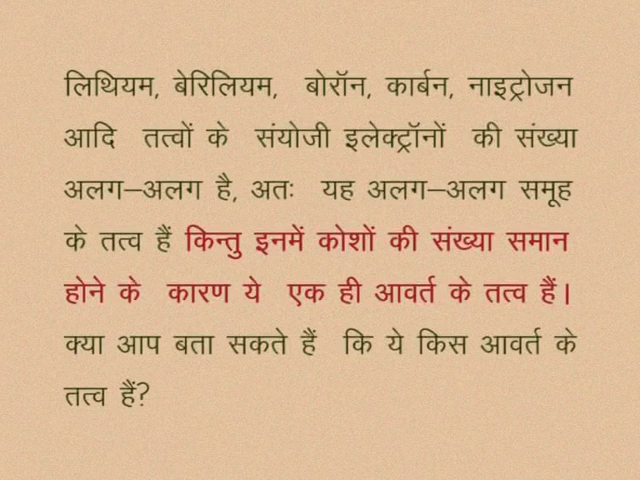 लिथियम, बेरिलियम, बोरॉन, कार्बन, नाइट्रोजन
आदि तत्वों के संयोजी इलेक्ट्रॉनों की संख्या
अलग–अलग है, अतः यह अलग–अलग समूह
के तत्व हैं किन्तु इनमें कोशों की संख्या समान
होने के कारण ये एक ही आवर्त के तत्व हैं।
क्या आप बता सकते हैं कि ये किस आवर्त के
तत्व हैं?